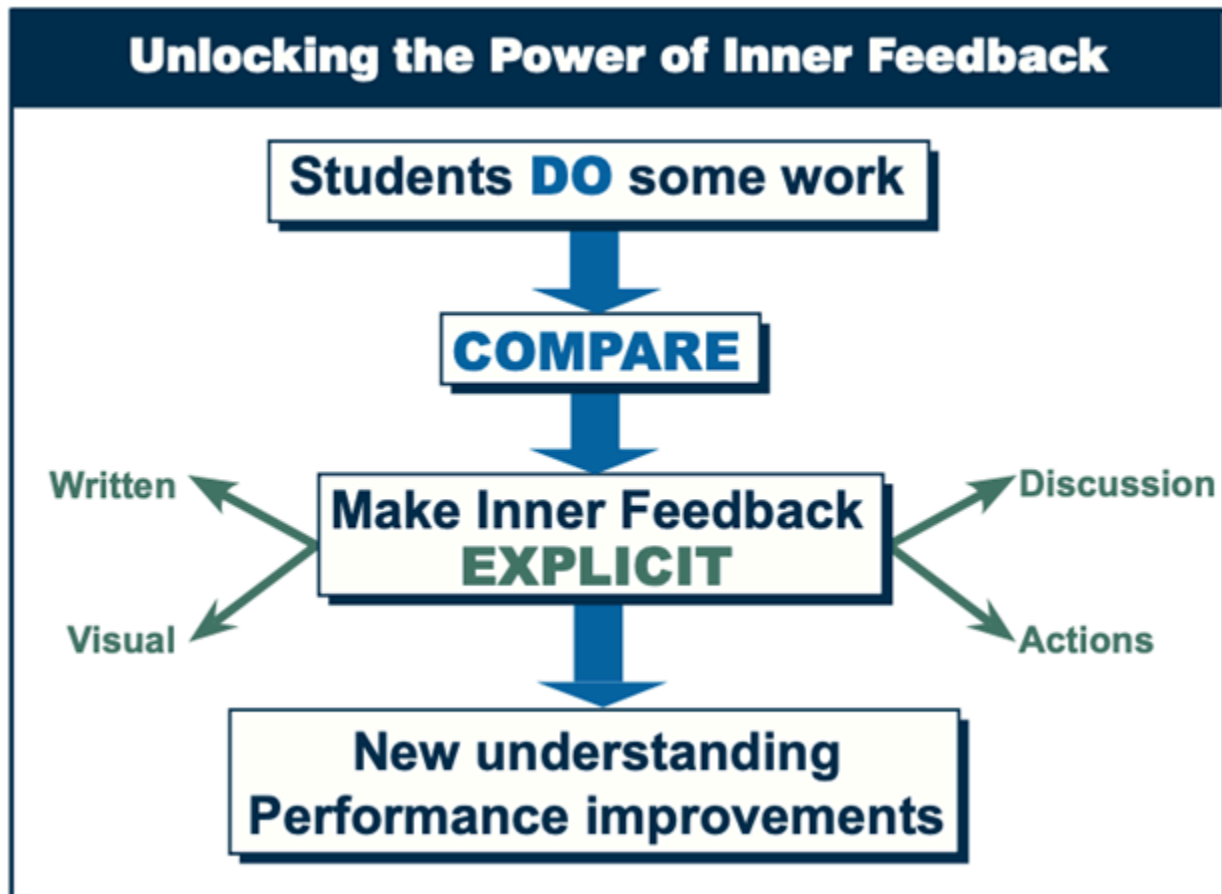 Unlocking the Power of Inner Feedback
Students DO some work
COMPARE
Written
Discussion
Make Inner Feedback
EXPLICIT
Visual
Actions
New understanding
Performance improvements